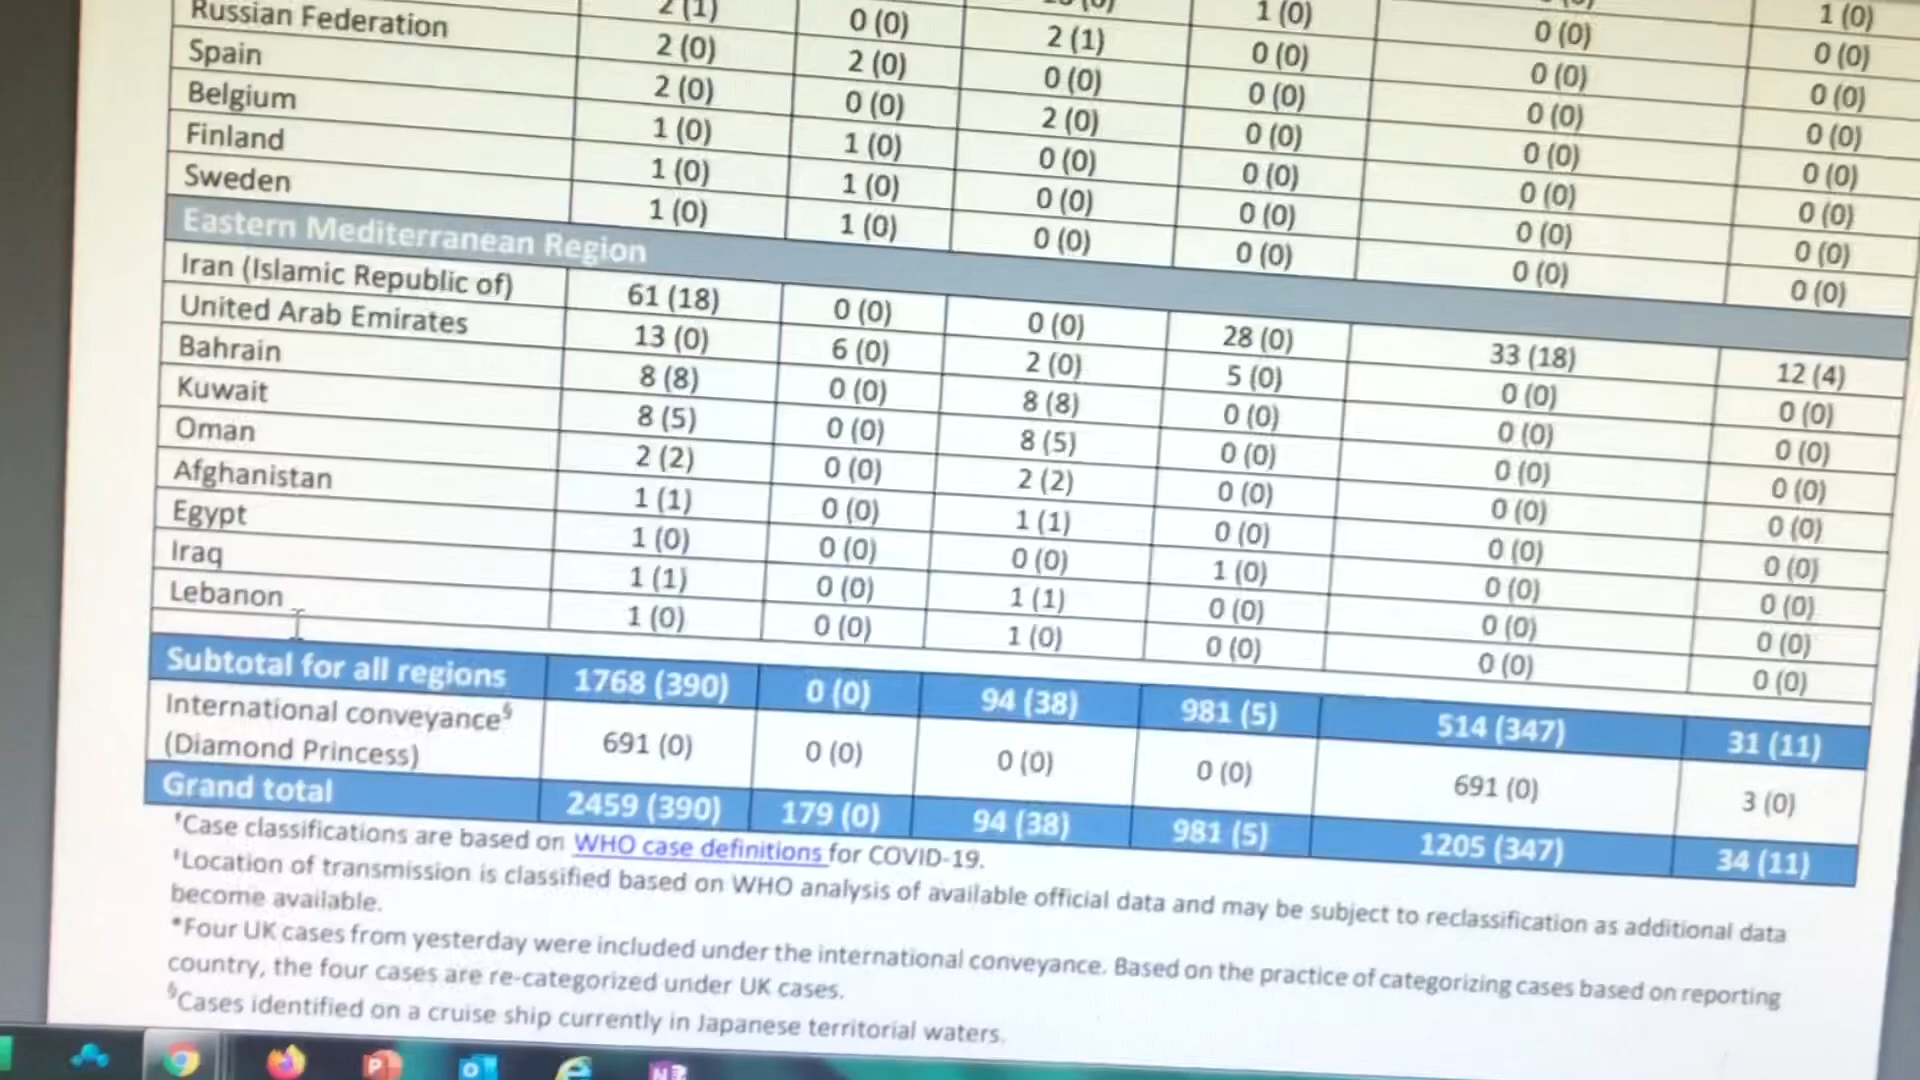 1 (0)
1 (0) 0 (0) 0 (0)
2 (1) 0 (0) 2 (1) 0 (0) 0 (0) 0 (0)
Russian Federation 2 (0) 2 (0) 0 (0) 0 (0) 0 (0) 0 (0)
Spain 2 (0) 0 (0) 2 (0) 0 (0) 0 (0) 0 (0)
Belgium 1 (0) 1 (0) 0 (0) 0 (0) 0 (0) 0 (0)
Finland 1 (0) 1 (0) 0 (0) 0 (0) 0 (0) 0 (0)
Sweden 1 (0) 1 (0) 0 (0) 0 (0) 0 (0) 0 (0)
Eastern Mediterranean Region
Iran (Islamic Republic of) 61 (18) 0 (0) 0 (0) 28 (0) 33 (18) 12 (4)
United Arab Emirates 13 (0) 6 (0) 2 (0) 5 (0) 0 (0) 0 (0)
Bahrain 8 (8) 0 (0) 8 (8) 0 (0) 0 (0) 0 (0)
Kuwait 8 (5) 0 (0) 8 (5) 0 (0) 0 (0) 0 (0)
Oman 2 (2) 0 (0) 2 (2) 0 (0) 0 (0) 0 (0)
Afghanistan 1 (1) 0 (0) 1 (1) 0 (0) 0 (0) 0 (0)
Egypt 1 (0) 0 (0) 0 (0) 1 (0) 0 (0) 0 (0)
Iraq 1 (1) 0 (0) 1 (1) 0 (0) 0 (0) 0 (0)
Lebanon 1 (0) 0 (0) 1 (0) 0 (0) 0 (0) 0 (0)
Subtotal for all regions 1768 (390) 0 (0) 94 (38) 981 (5) 514 (347) 31 (11)
International conveyance§
(Diamond Princess) 691 (0) 0 (0) 0 (0) 0 (0) 691 (0) 3 (0)
Grand total 2459 (390) 179 (0) 94 (38) 981 (5) 1205 (347) 34 (11)
Case classifications are based on WHO case definitions for COVID-19.
Location of transmission is classified based on WHO analysis of available official data and may be subject to reclassification as additional data
become available.
*Four UK cases from yesterday were included under the international conveyance. Based on the practice of categorizing cases based on reporting
country, the four cases are re-categorized under UK cases.
§Cases identified on a cruise ship currently in Japanese territorial waters.